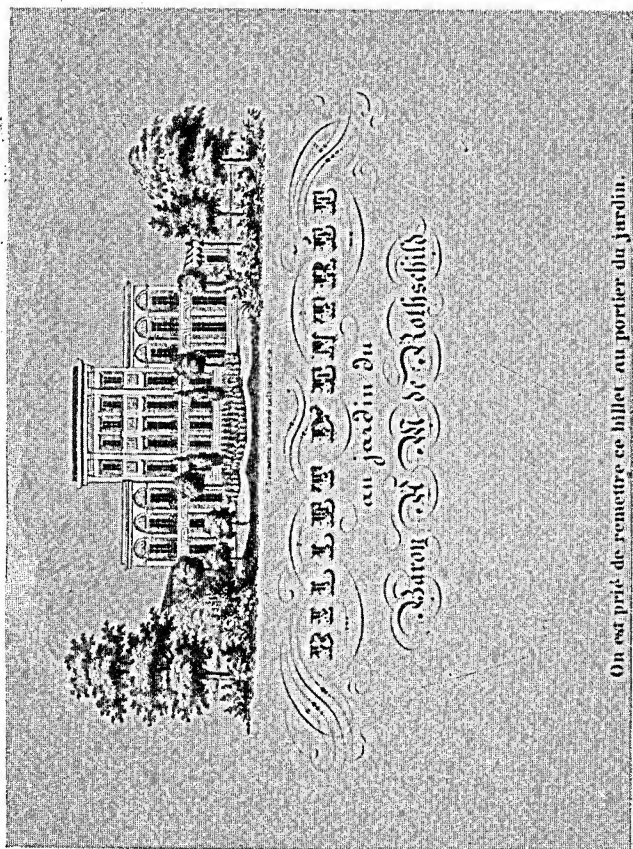 BILLET D'ENTRÉE
au jardin du
Baron A M de Rothschild
On est prié de remettre ce billet au portier du jardin.